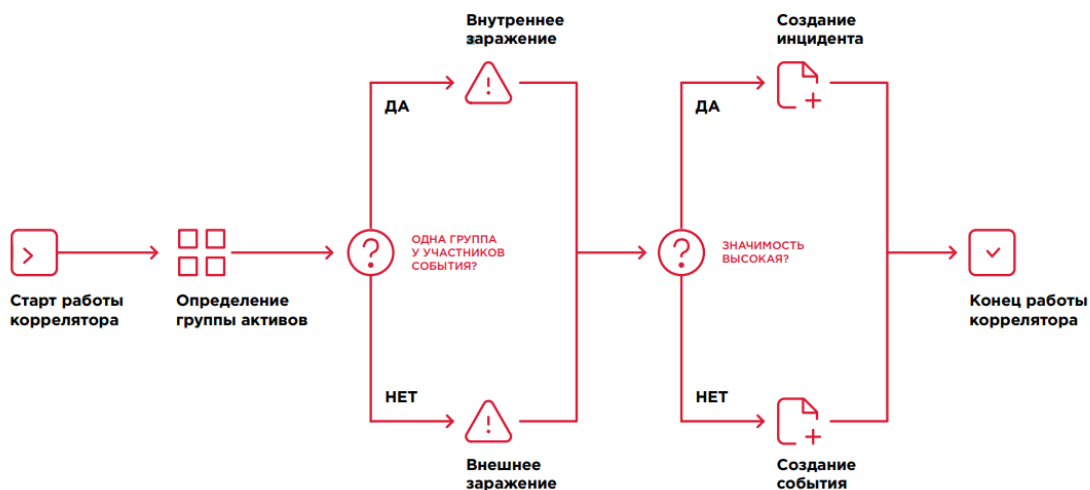 Внутреннее
заражение
Создание
инцидента
ДА
ДА
?
ОДНА ГРУППА
У УЧАСТНИКОВ
СОБЫТИЯ?
?
ЗНАЧИМОСТЬ
ВЫСОКАЯ?
Старт работы
коррелятора
Определение
группы активов
Конец работы
коррелятора
НЕТ
НЕТ
Внешнее
заражение
Создание
события